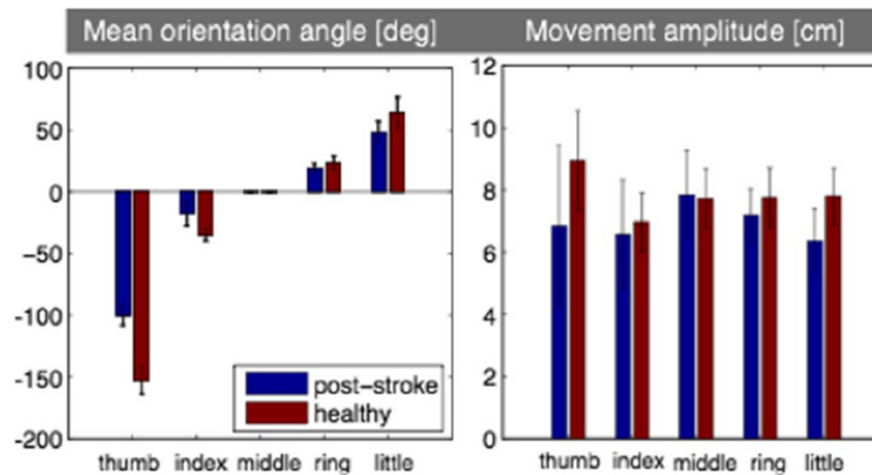 Mean orientation angle [deg]
Movement amplitude [cm]
100
50
0
-50
-100
-150
-200
post-stroke
healthy
thumb index middle ring little
12
10
8
6
4
2
0
thumb index middle ring little